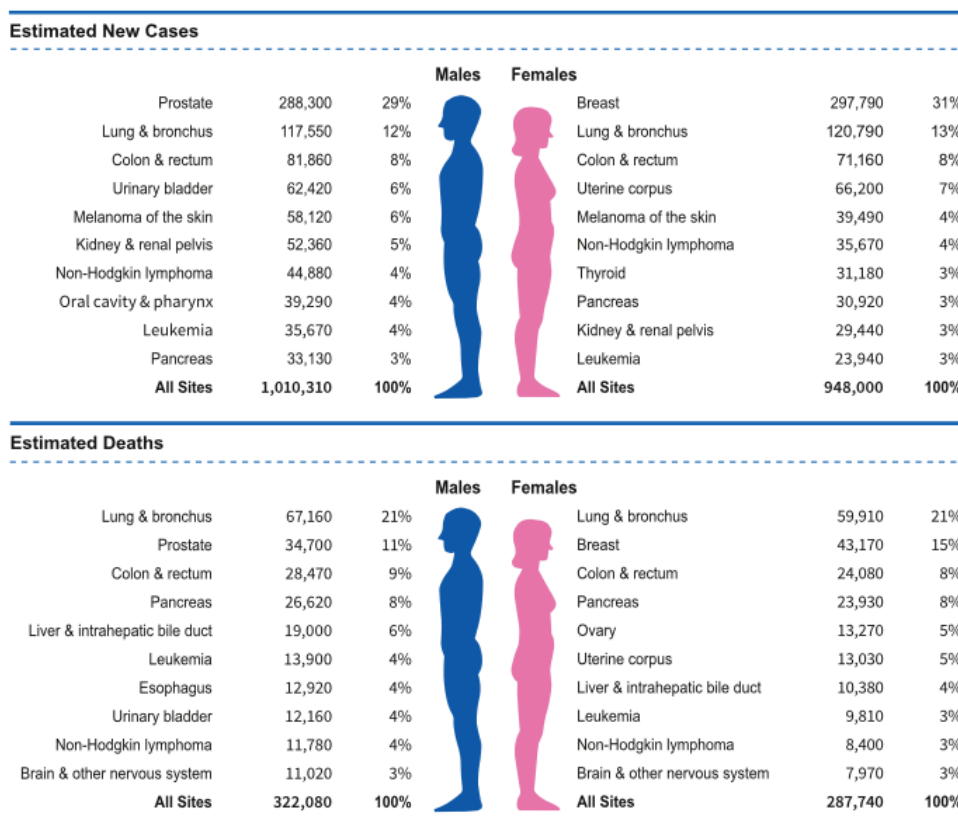 Estimated New Cases
Males Females
Prostate 288,300 29% Breast 297,790 31%
Lung & bronchus 117,550 12% Lung & bronchus 120,790 13%
Colon & rectum 81,860 8% Colon & rectum 71,160 8%
Urinary bladder 62,420 6% Uterine corpus 66,200 7%
Melanoma of the skin 58,120 6% Melanoma of the skin 39,490 4%
Kidney & renal pelvis 52,360 5% Non-Hodgkin lymphoma 35,670 4%
Non-Hodgkin lymphoma 44,880 4% Thyroid 31,180 3%
Oral cavity & pharynx 39,290 4% Pancreas 30,920 3%
Leukemia 35,670 4% Kidney & renal pelvis 29,440 3%
Pancreas 33,130 3% Leukemia 23,940 3%
All Sites 1,010,310 100% All Sites 948,000 100%
Estimated Deaths
Males Females
Lung & bronchus 67,160 21% Lung & bronchus 59,910 21%
Prostate 34,700 11% Breast 43,170 15%
Colon & rectum 28,470 9% Colon & rectum 24,080 8%
Pancreas 26,620 8% Pancreas 23,930 8%
Liver & intrahepatic bile duct 19,000 6% Ovary 13,270 5%
Leukemia 13,900 4% Uterine corpus 13,030 5%
Esophagus 12,920 4% Liver & intrahepatic bile duct 10,380 4%
Urinary bladder 12,160 4% Leukemia 9,810 3%
Non-Hodgkin lymphoma 11,780 4% Non-Hodgkin lymphoma 8,400 3%
Brain & other nervous system 11,020 3% Brain & other nervous system 7,970 3%
All Sites 322,080 100% All Sites 287,740 100%